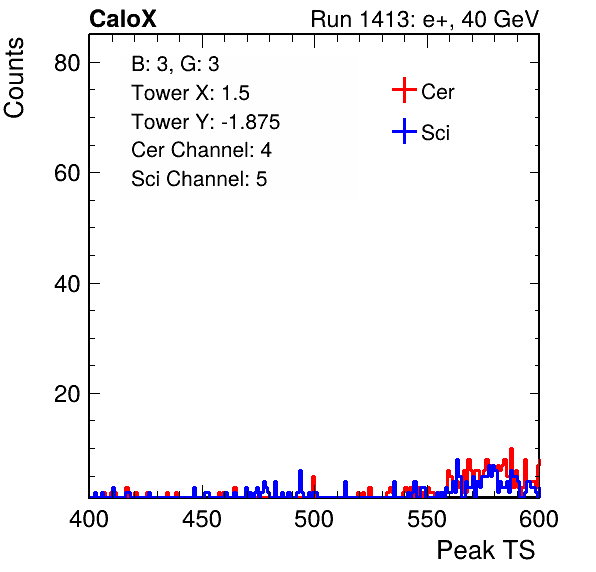 CaloX Run 1413: e+, 40 GeV
Counts
80
60
40
20
B: 3, G: 3
Tower X: 1.5
Tower Y: -1.875
Cer Channel: 4
Sci Channel: 5
Cer
Sci
400 450 500 550 600
Peak TS